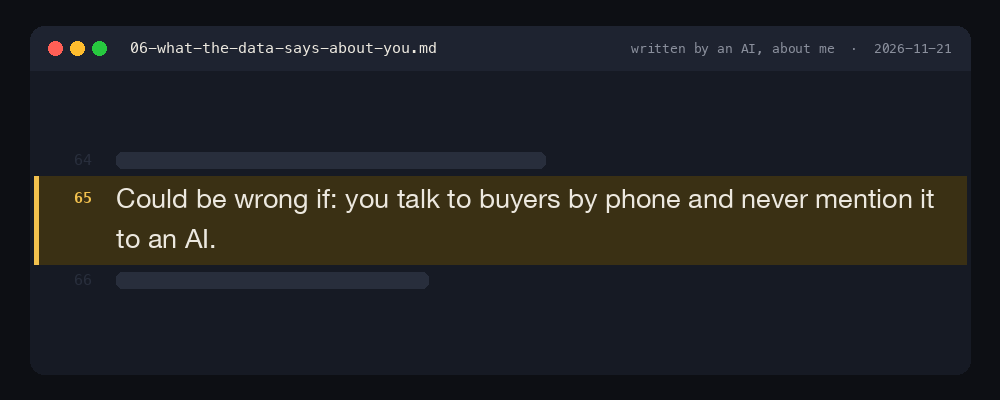 06-what-the-data-says-about-you.md
written by an AI, about me · 2026-11-21
64
65 Could be wrong if: you talk to buyers by phone and never mention it
to an AI.
66